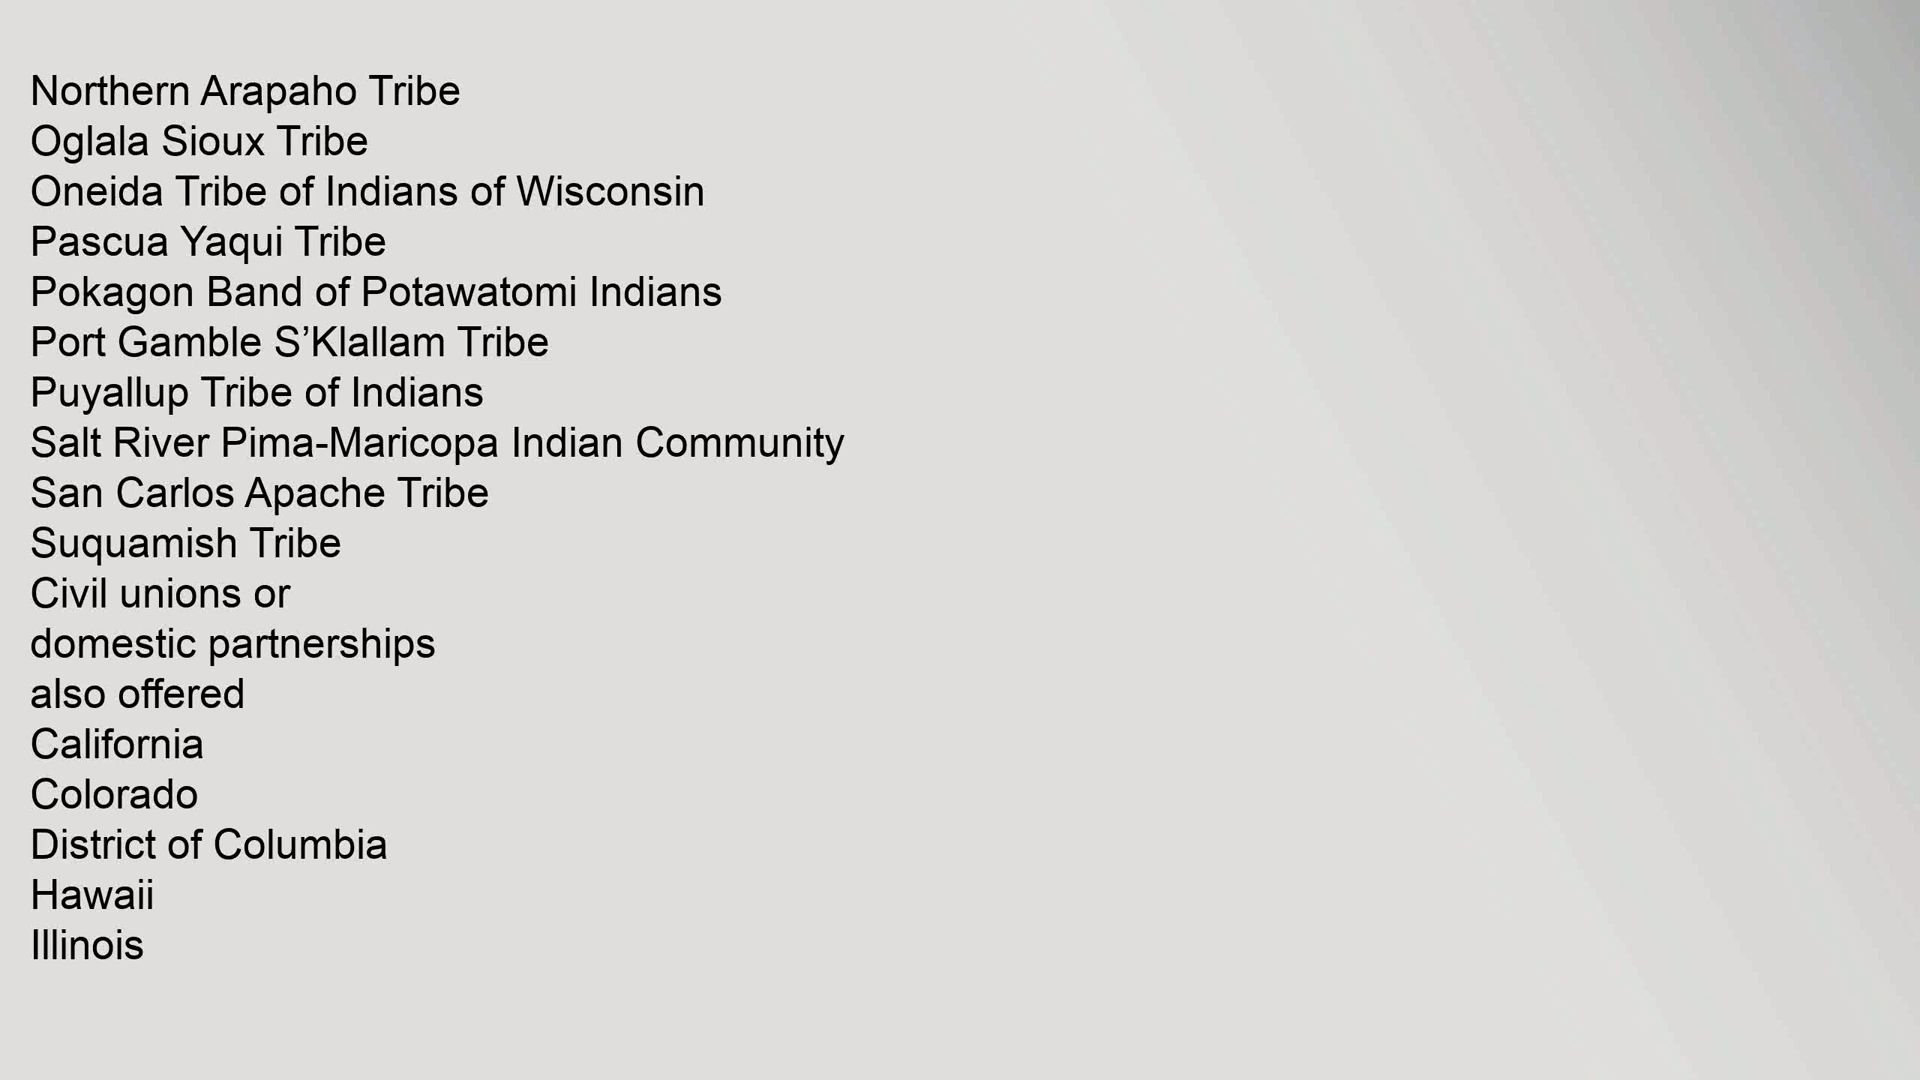 Northern Arapaho Tribe
Oglala Sioux Tribe
Oneida Tribe of Indians of Wisconsin
Pascua Yaqui Tribe
Pokagon Band of Potawatomi Indians
Port Gamble S’Klallam Tribe
Puyallup Tribe of Indians
Salt River Pima-Maricopa Indian Community
San Carlos Apache Tribe
Suquamish Tribe
Civil unions or
domestic partnerships
also offered
California
Colorado
District of Columbia
Hawaii
Illinois